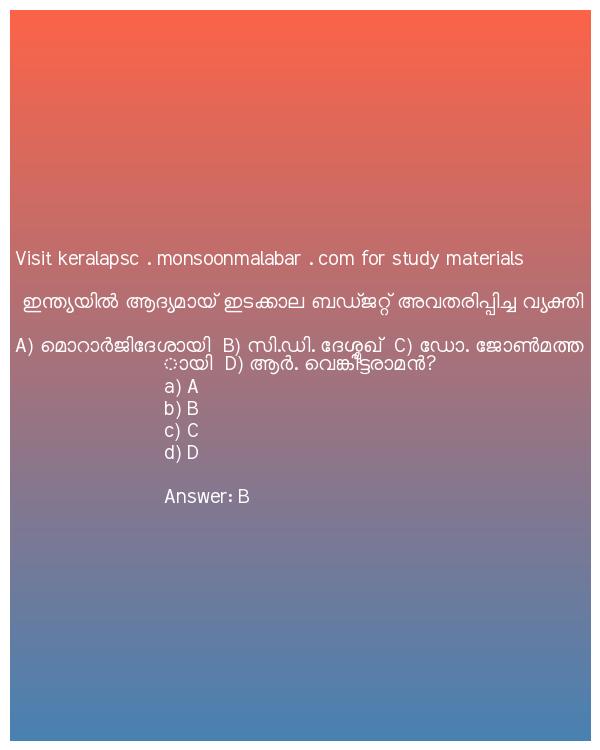 Visit keralapsc . monsoonmalabar . com for study materials
ഇന്ത്യയിൽ ആദ്യമായ് ഇടക്കാല ബഡ്ജറ്റ് അവതരിപ്പിച്ച വ്യക്തി
A) മൊറാർജിദേശായി B) സി.ഡി. ദേശ്മുഖ് C) ഡോ. ജോൺമത്ത
ായി D) ആർ. വെങ്കിട്ടരാമൻ?
a) A
b) B
c) C
d) D
Answer: B